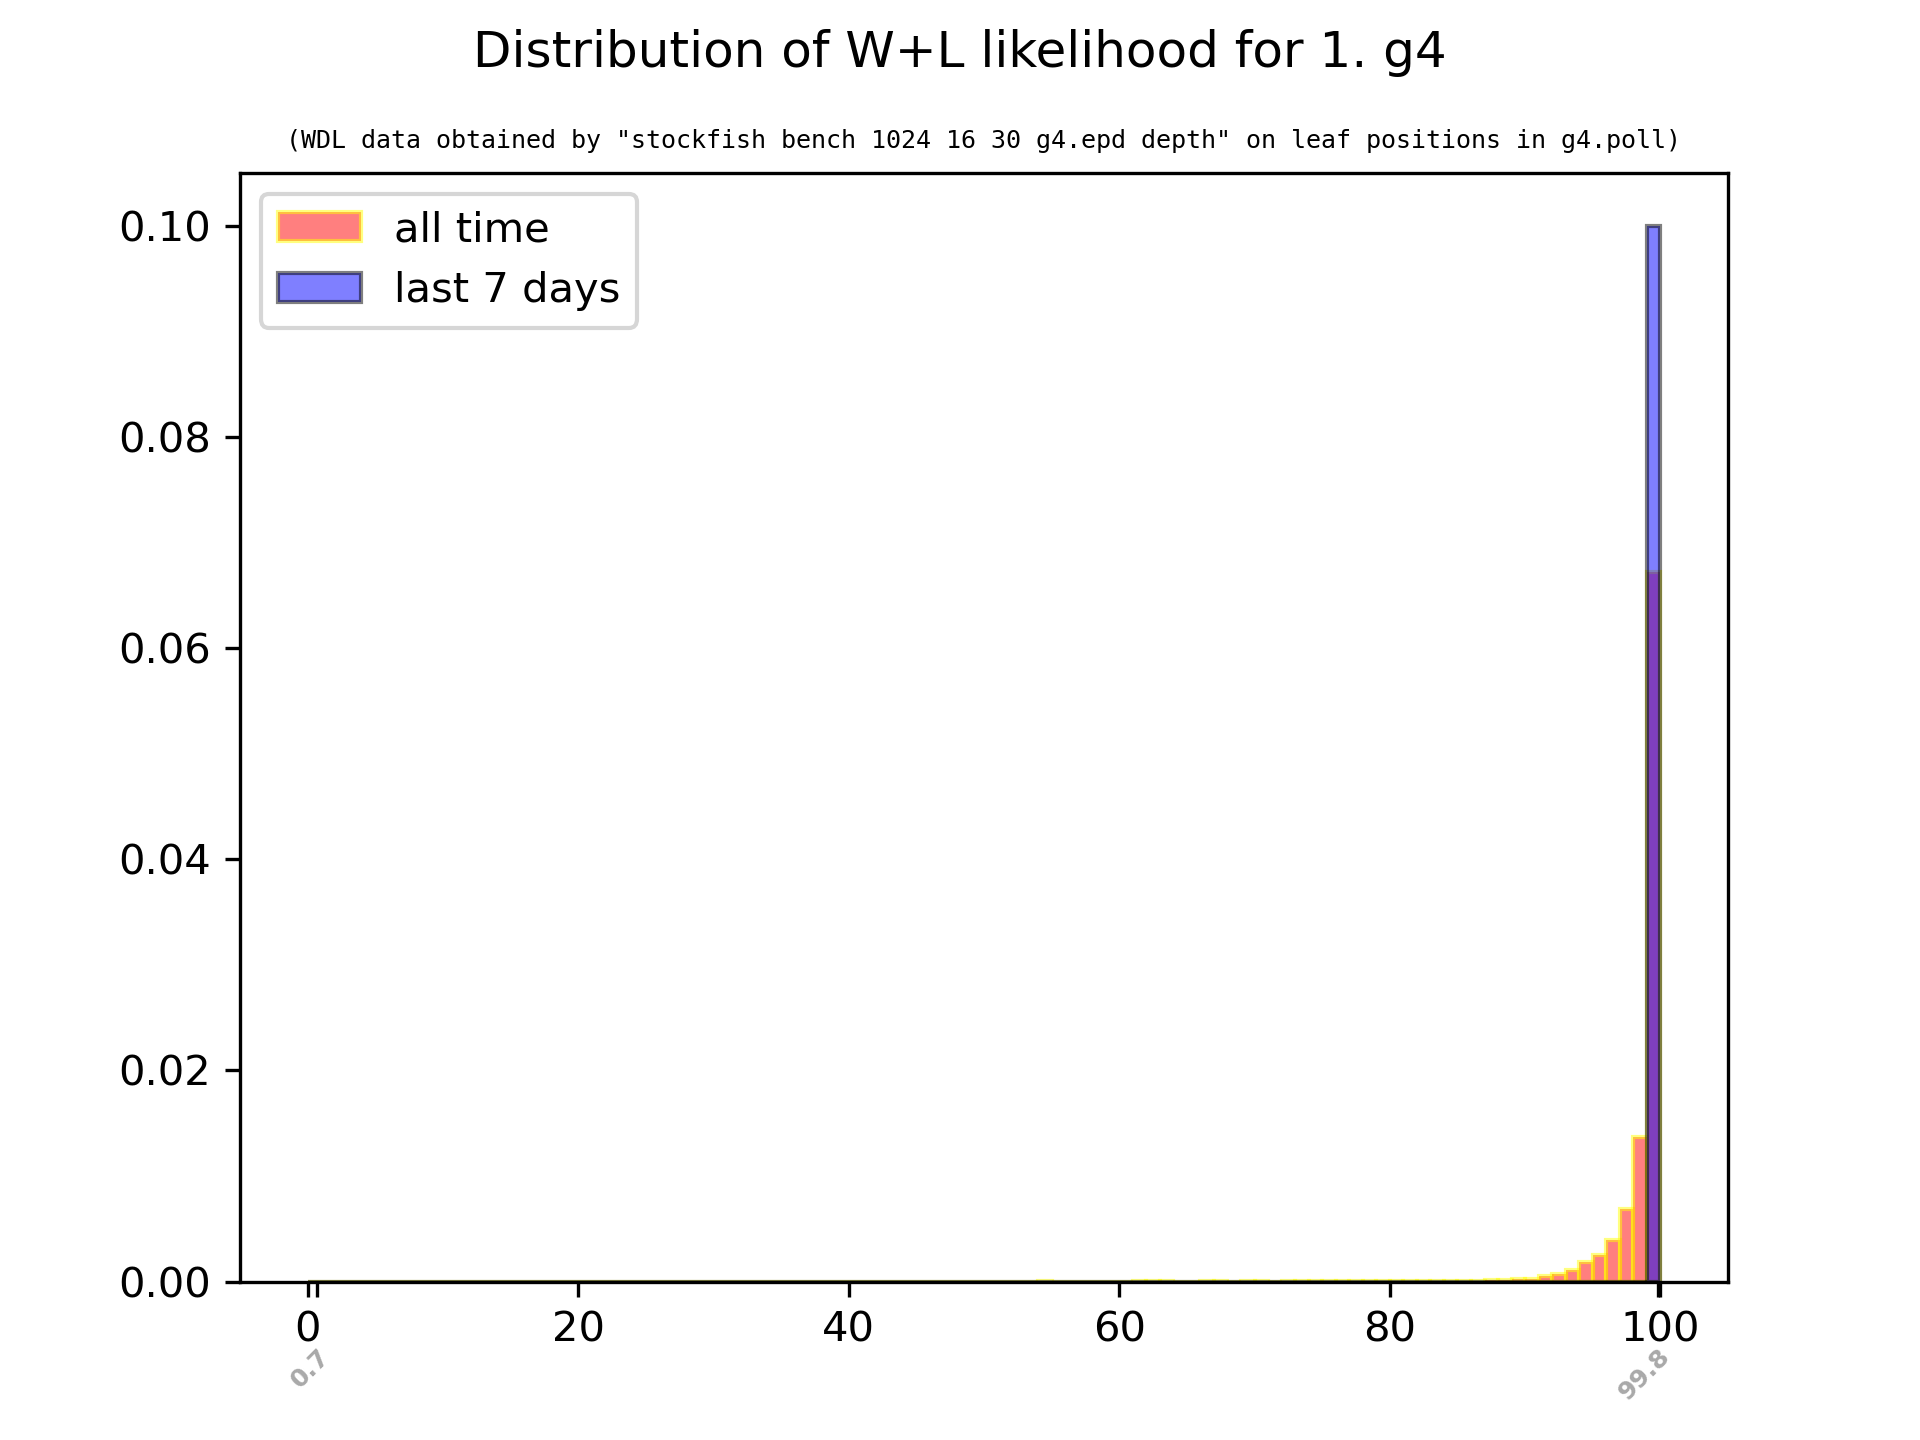 Distribution of W+L likelihood for 1. g4
(WDL data obtained by "stockfish bench 1024 16 30 g4.epd depth" on leaf positions in g4.poll)
all time
last 7 days
0.10
0.08
0.06
0.04
0.02
0.00
0 20 40 60 80 100
0.7 99.8